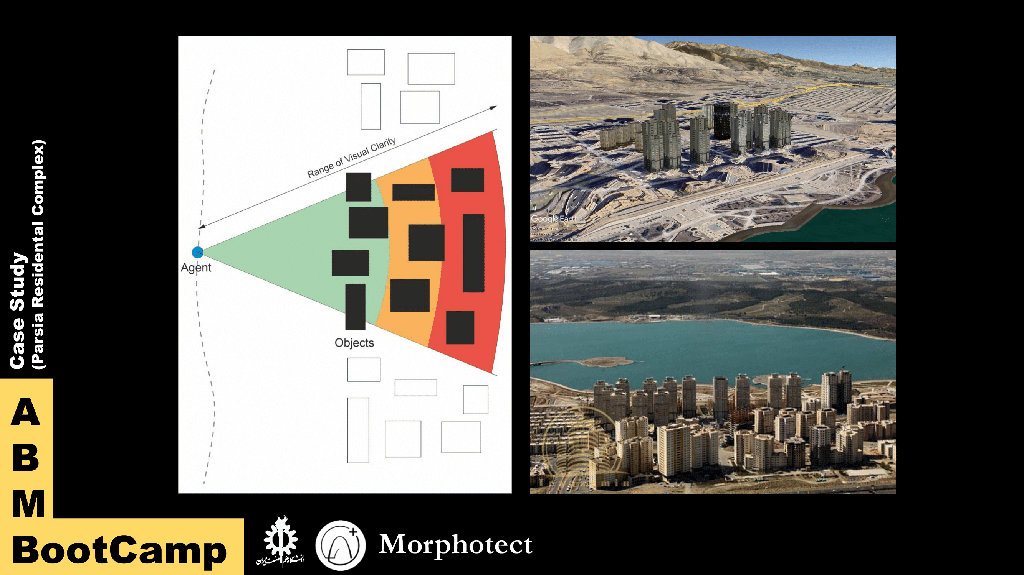 Case Study
(Parsia Residental Complex)
A
B
M
BootCamp
Range of Visual Clarity
Agent
Objects
Google Earth
Morphotect